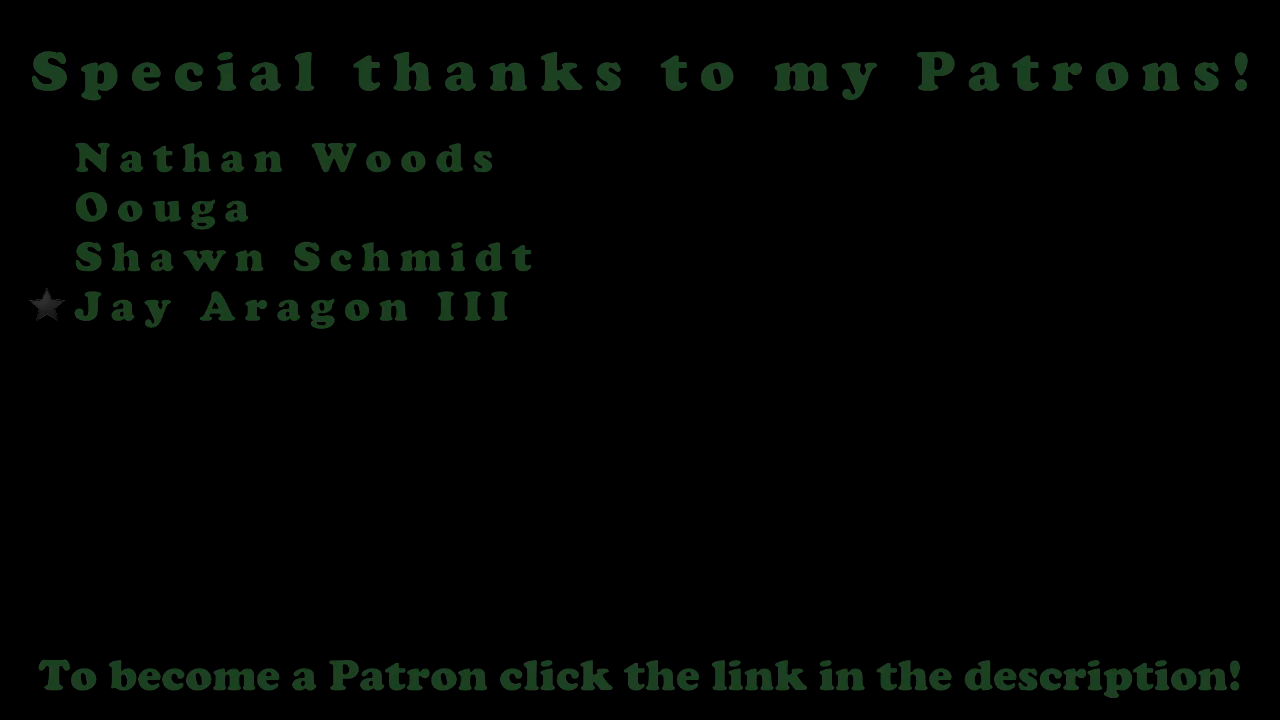 Special thanks to my Patrons!
Nathan Woods
Oouga
Shawn Schmidt
Jay Aragon III
To become a Patron click the link in the description!